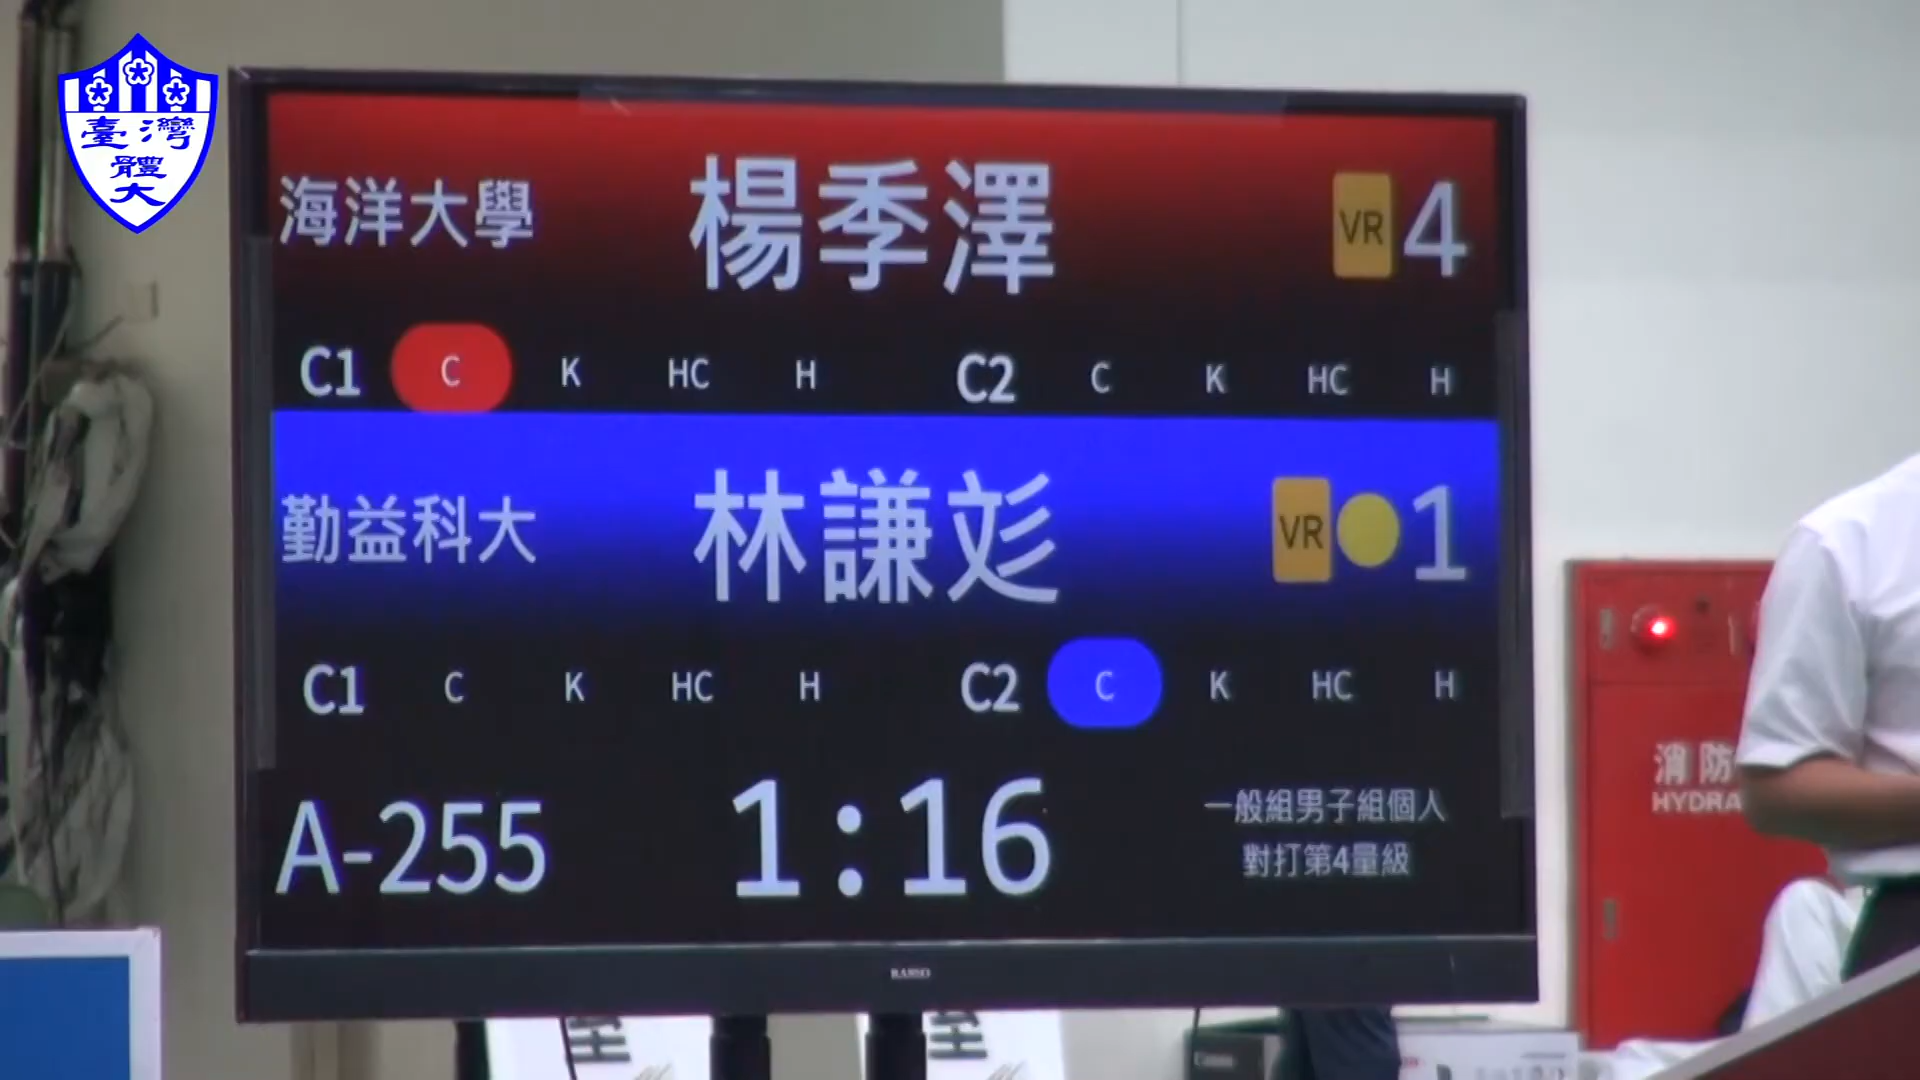 臺灣
體
大
海洋大學 楊季澤 VR 4
C1 C K HC H C2 C K HC H
勤益科大 林謙彣 VR 1
C1 C K HC H C2 C K HC H
A-255 1:16 一般組男子組個人
對打第4量級
消防
HYDRA
Canon